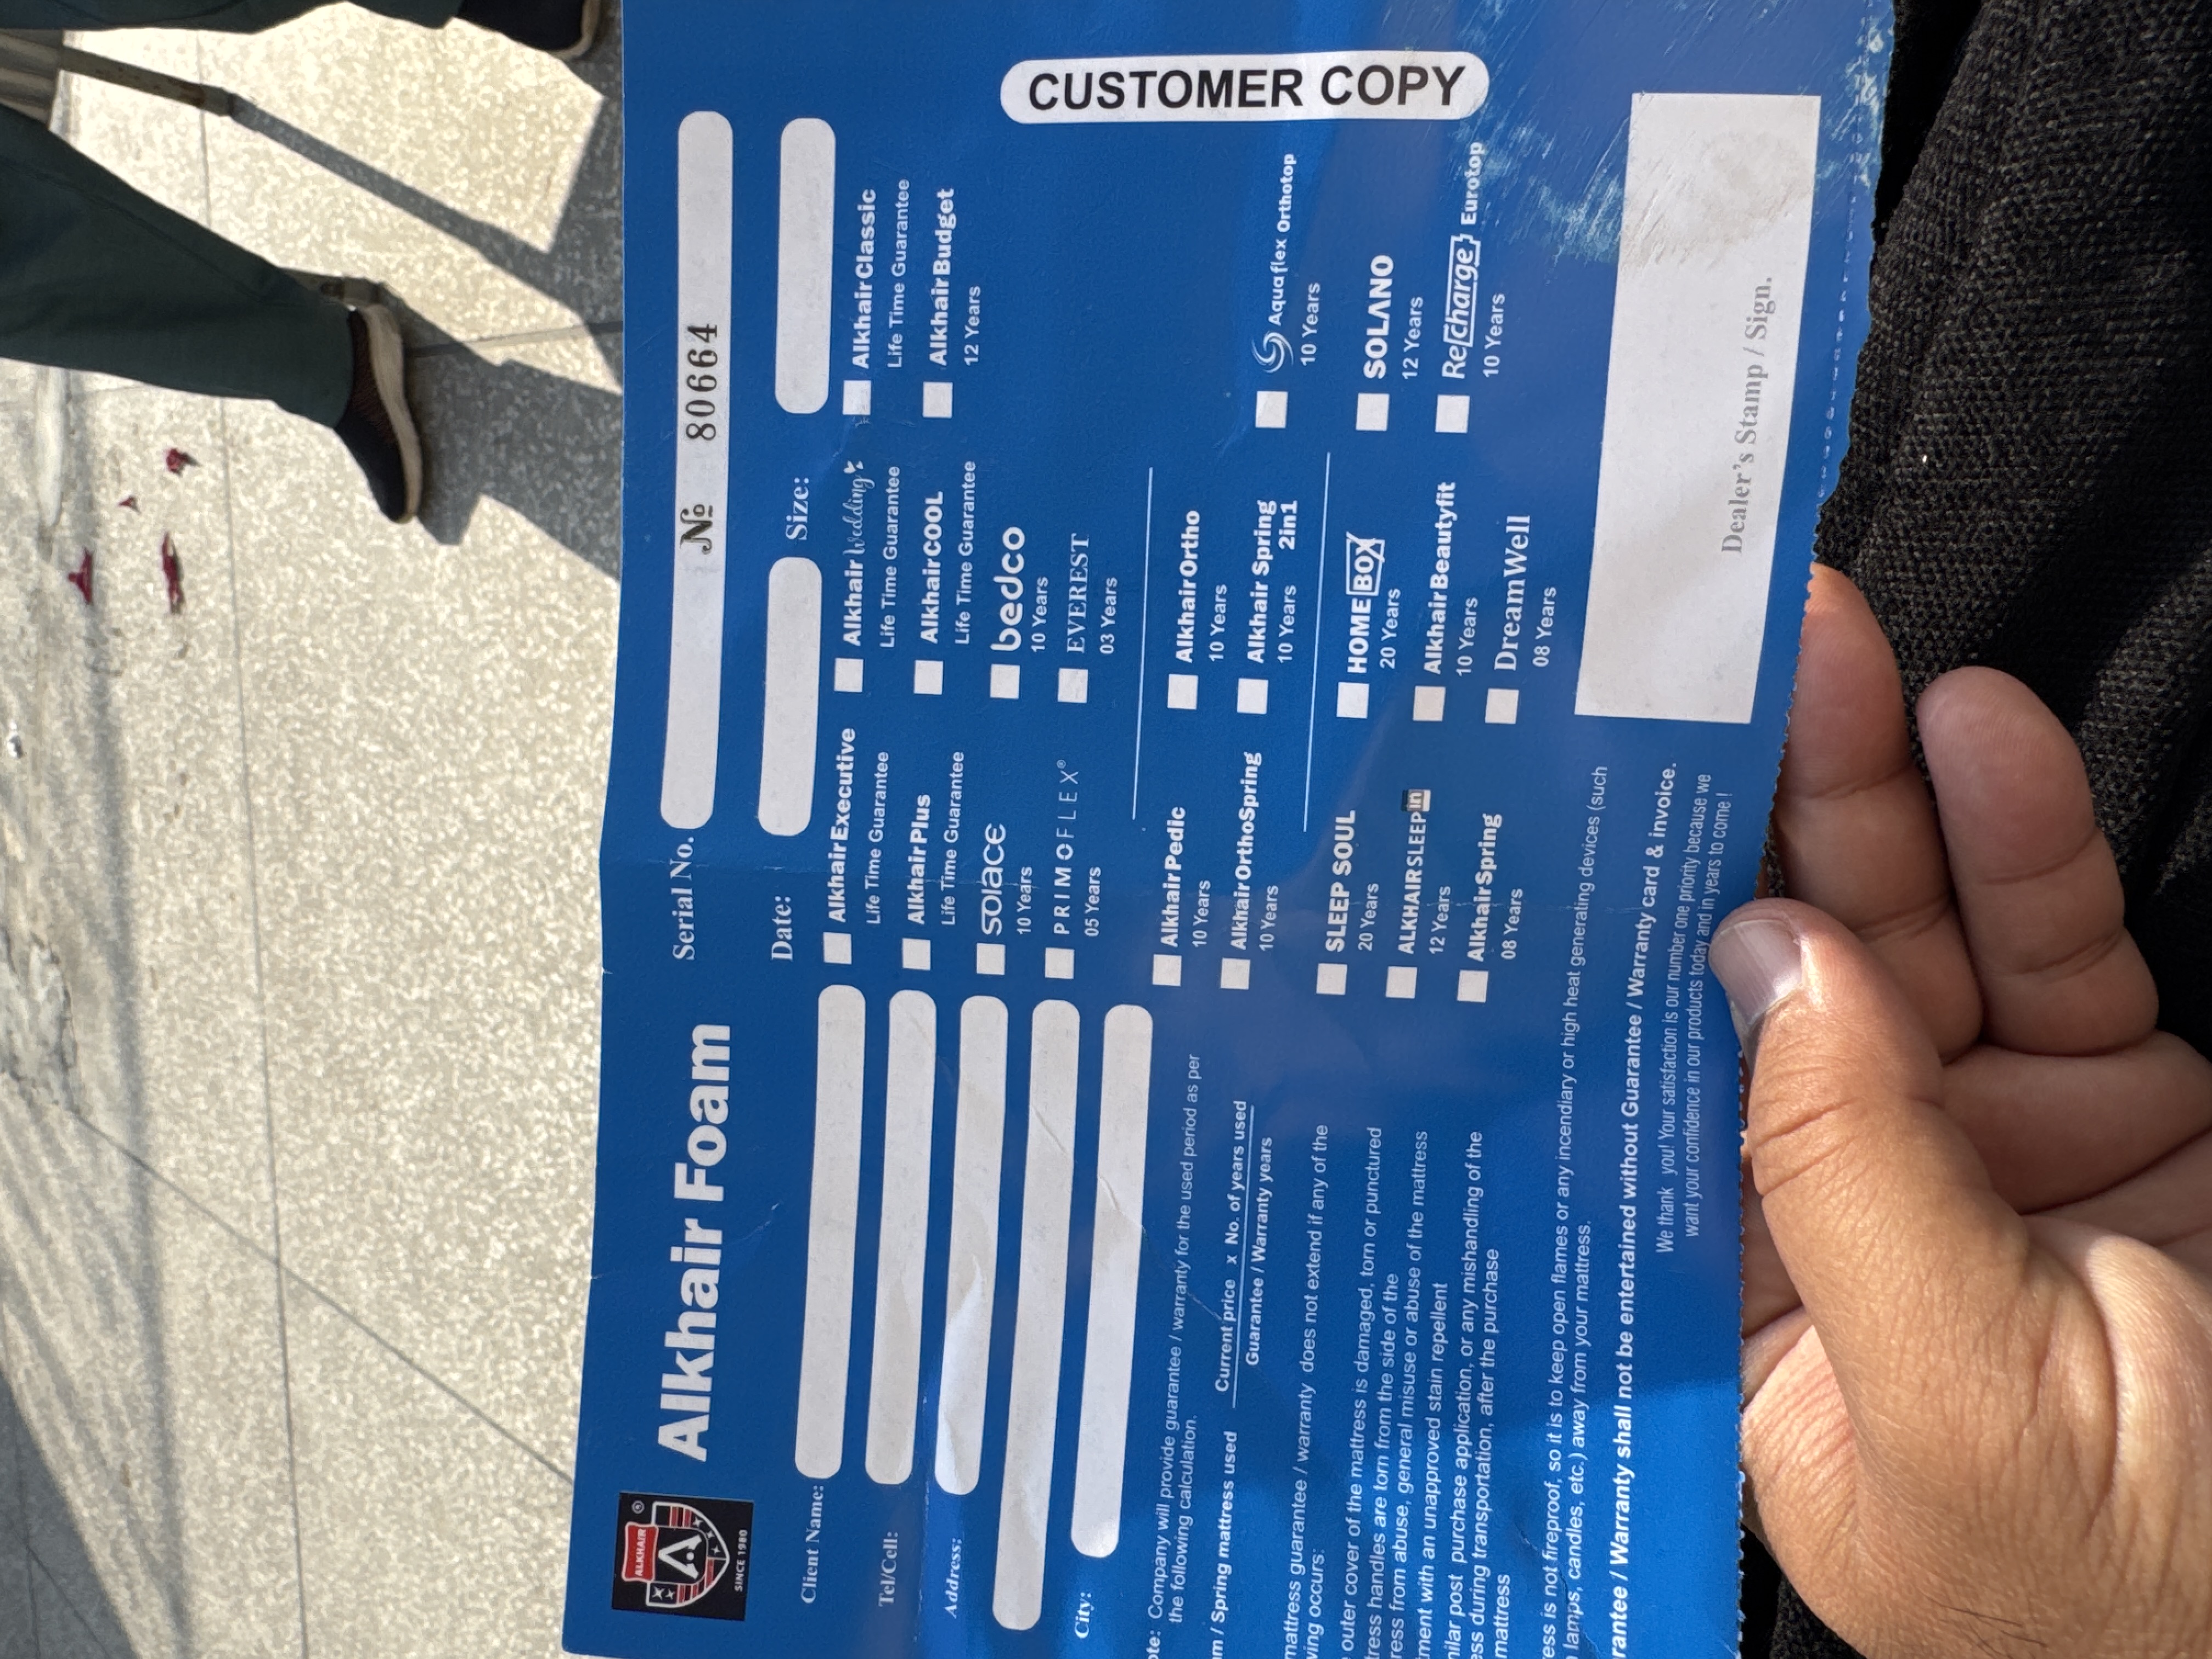 ALKHAIR
®
SINCE 1980
Alkhair Foam
Serial No. № 80664
CUSTOMER COPY
Date:
Size:
Client Name:
Tel/Cell:
Address:
City:
Alkhair Executive
Life Time Guarantee
Alkhair Wedding
Life Time Guarantee
Alkhair Classic
Life Time Guarantee
Alkhair Plus
Life Time Guarantee
Alkhair COOL
Life Time Guarantee
Alkhair Budget
12 Years
solace
10 Years
bedco
10 Years
PRIMOFLEX®
05 Years
EVEREST
03 Years
Alkhair Pedic
10 Years
Alkhair Ortho
10 Years
Alkhair OrthoSpring
10 Years
Alkhair Spring 2in1
10 Years
Aquaflex Orthotop
10 Years
SLEEP SOUL
20 Years
HOME BOX
20 Years
SOLANO
12 Years
ALKHAIR SLEEP in
12 Years
Alkhair Beautyfit
10 Years
Re{charge} Eurotop
10 Years
Alkhair Spring
08 Years
DreamWell
08 Years
Company will provide guarantee / warranty for the used period as per
the following calculation.
/ Spring mattress used
Current price x No. of years used
Guarantee / Warranty years
mattress guarantee / warranty does not extend if any of the
occurs:
outer cover of the mattress is damaged, torn or punctured
handles are torn from the side of the
from abuse, general misuse or abuse of the mattress
with an unapproved stain repellent
post purchase application, or any mishandling of the
during transportation, after the purchase
mattress
is not fireproof, so it is to keep open flames or any incendiary or high heat generating devices (such
lamps, candles, etc.) away from your mattress.
/ Warranty shall not be entertained without Guarantee / Warranty card & invoice.
We thank you! Your satisfaction is our number one priority because we
want your confidence in our products today and in years to come !
Dealer's Stamp / Sign.